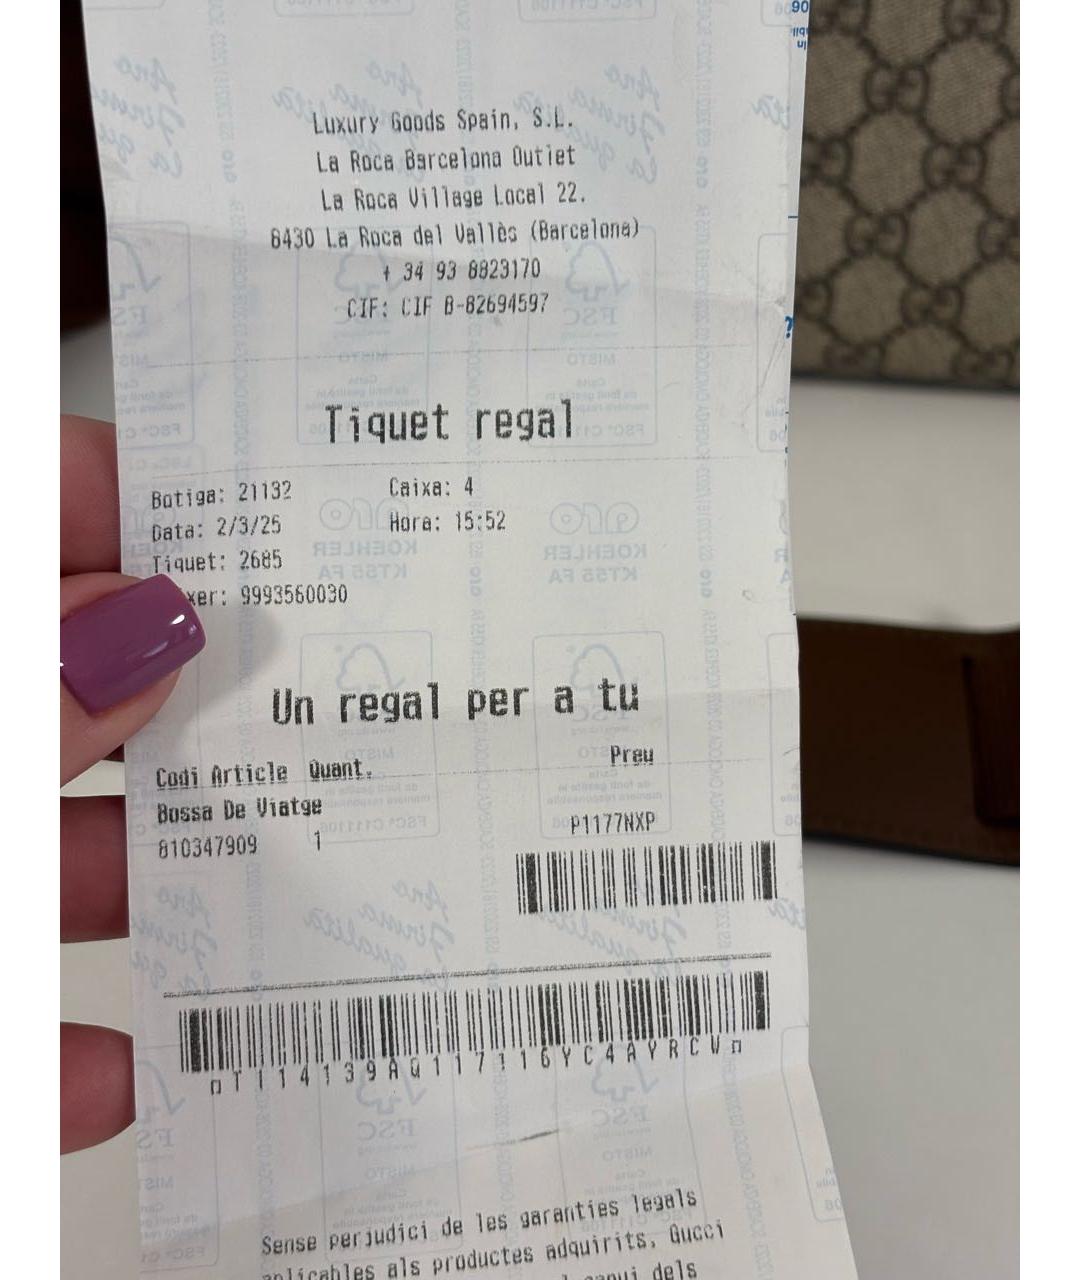 Luxury Goods Spain, S.L.
La Roca Barcelona Outlet
La Roca Village Local 22.
8430 La Roca del Vallès (Barcelona)
+ 34 93 8823170
CIF: CIF B-82694597
Tiquet regal
Botiga: 21132 Caixa: 4
Data: 2/3/25 Hora: 15:52
Tiquet: 2685
xer: 9993560030
Un regal per a tu
Codi Article Quant. Preu
Bossa De Viatge
810347909 1 P1177NXP
T114139AQ117116YC4AYRCW
Sense perjudici de les garanties legals
aplicables als productes adquirits, Gucci
canvi dels